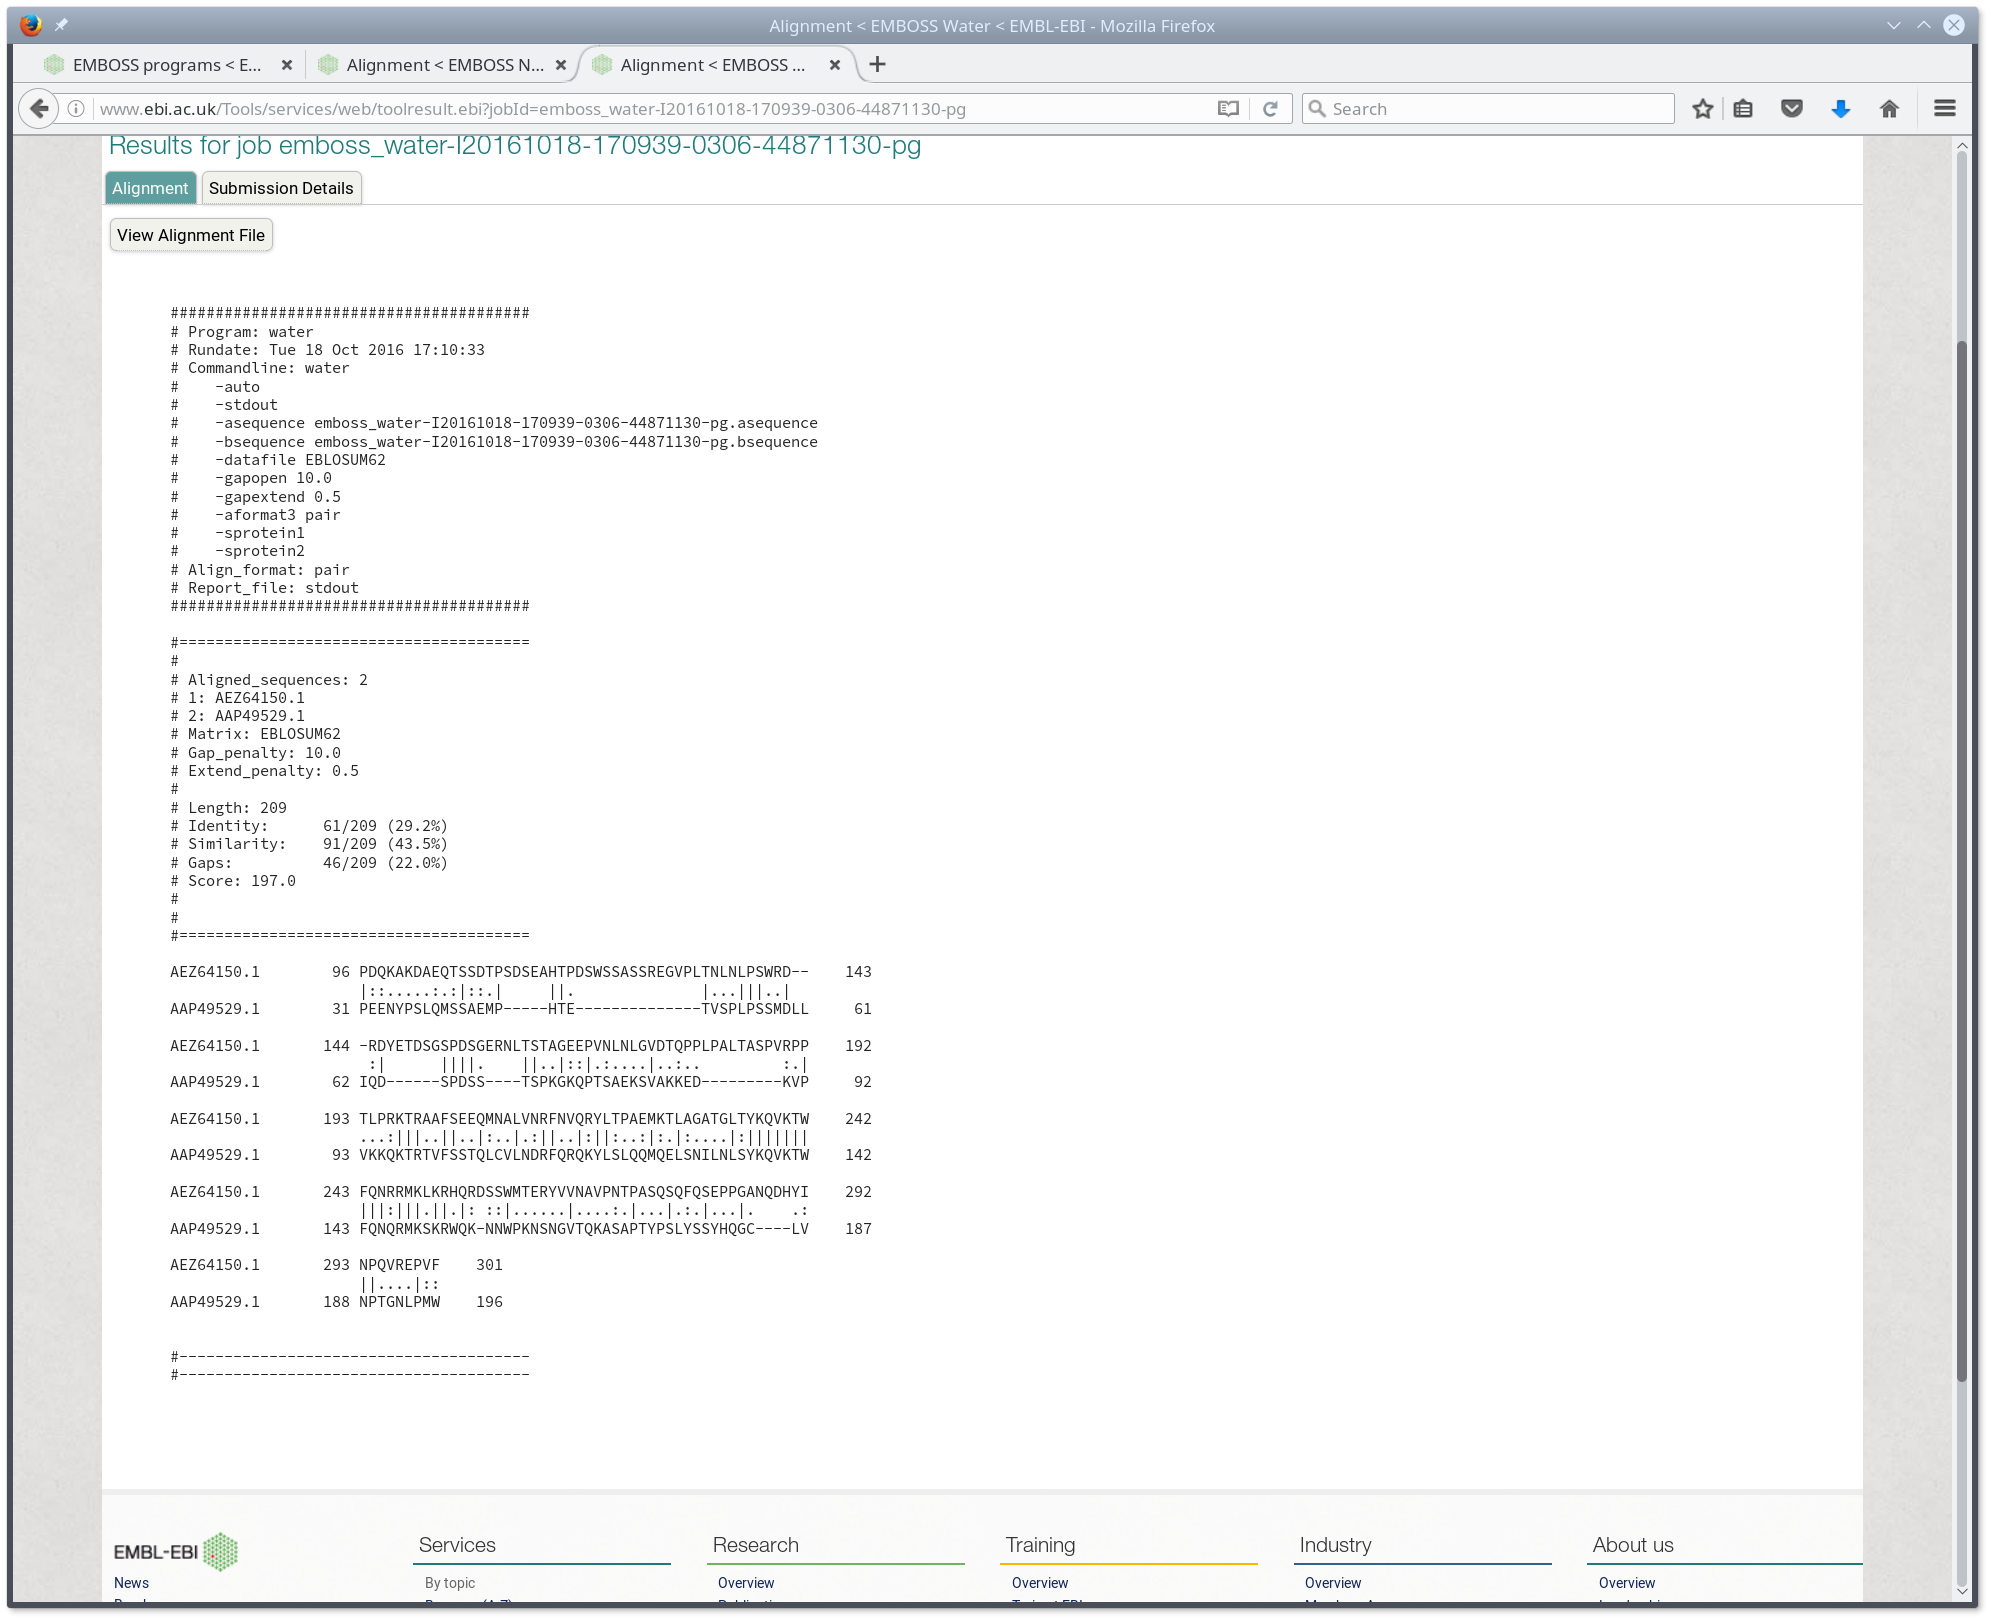 Alignment < EMBOSS Water < EMBL-EBI - Mozilla Firefox
EMBOSS programs < E... Alignment < EMBOSS N... Alignment < EMBOSS ...
www.ebi.ac.uk/Tools/services/web/toolresult.ebi?jobId=emboss_water-I20161018-170939-0306-44871130-pg Search
Results for job emboss_water-I20161018-170939-0306-44871130-pg
Alignment Submission Details
View Alignment File
########################################
# Program: water
# Rundate: Tue 18 Oct 2016 17:10:33
# Commandline: water
#    -auto
#    -stdout
#    -asequence emboss_water-I20161018-170939-0306-44871130-pg.asequence
#    -bsequence emboss_water-I20161018-170939-0306-44871130-pg.bsequence
#    -datafile EBLOSUM62
#    -gapopen 10.0
#    -gapextend 0.5
#    -aformat3 pair
#    -sprotein1
#    -sprotein2
# Align_format: pair
# Report_file: stdout
########################################
#=======================================
#
# Aligned_sequences: 2
# 1: AEZ64150.1
# 2: AAP49529.1
# Matrix: EBLOSUM62
# Gap_penalty: 10.0
# Extend_penalty: 0.5
#
# Length: 209
# Identity:      61/209 (29.2%)
# Similarity:    91/209 (43.5%)
# Gaps:          46/209 (22.0%)
# Score: 197.0
#
#
#=======================================
AEZ64150.1        96 PDQKAKDAEQTSSDTPSDSEAHTPDSWSSASSREGVPLTNLNLPSWRD--    143
                     |::.....:.:|::.|     ||.              |...|||..|
AAP49529.1        31 PEENYPSLQMSSAEMP-----HTE--------------TVSPLPSSMDLL     61
AEZ64150.1       144 -RDYETDSGSPDSGERNLTSTAGEEPVNLNLGVDTQPPLPALTASPVRPP    192
                      :|      ||||.    ||..|::|.:....|..:..         :.|
AAP49529.1        62 IQD------SPDSS----TSPKGKQPTSAEKSVAKKED---------KVP     92
AEZ64150.1       193 TLPRKTRAAFSEEQMNALVNRFNVQRYLTPAEMKTLAGATGLTYKQVKTW    242
                     ...:|||..||..|:..|.:||..|:||:..:|:.|:....|:|||||||
AAP49529.1        93 VKKQKTRTVFSSTQLCVLNDRFQRQKYLSLQQMQELSNILNLSYKQVKTW    142
AEZ64150.1       243 FQNRRMKLKRHQRDSSWMTERYVVNAVPNTPASQSQFQSEPPGANQDHYI    292
                     |||:|||.||.|: ::|......|....:.|...|.:.|...|.    .:
AAP49529.1       143 FQNQRMKSKRWQK-NNWPKNSNGVTQKASAPTYPSLYSSYHQGC----LV    187
AEZ64150.1       293 NPQVREPVF    301
                     ||....|::
AAP49529.1       188 NPTGNLPMW    196
#---------------------------------------
#---------------------------------------
EMBL-EBI Services Research Training Industry About us
News By topic Overview Overview Overview Overview